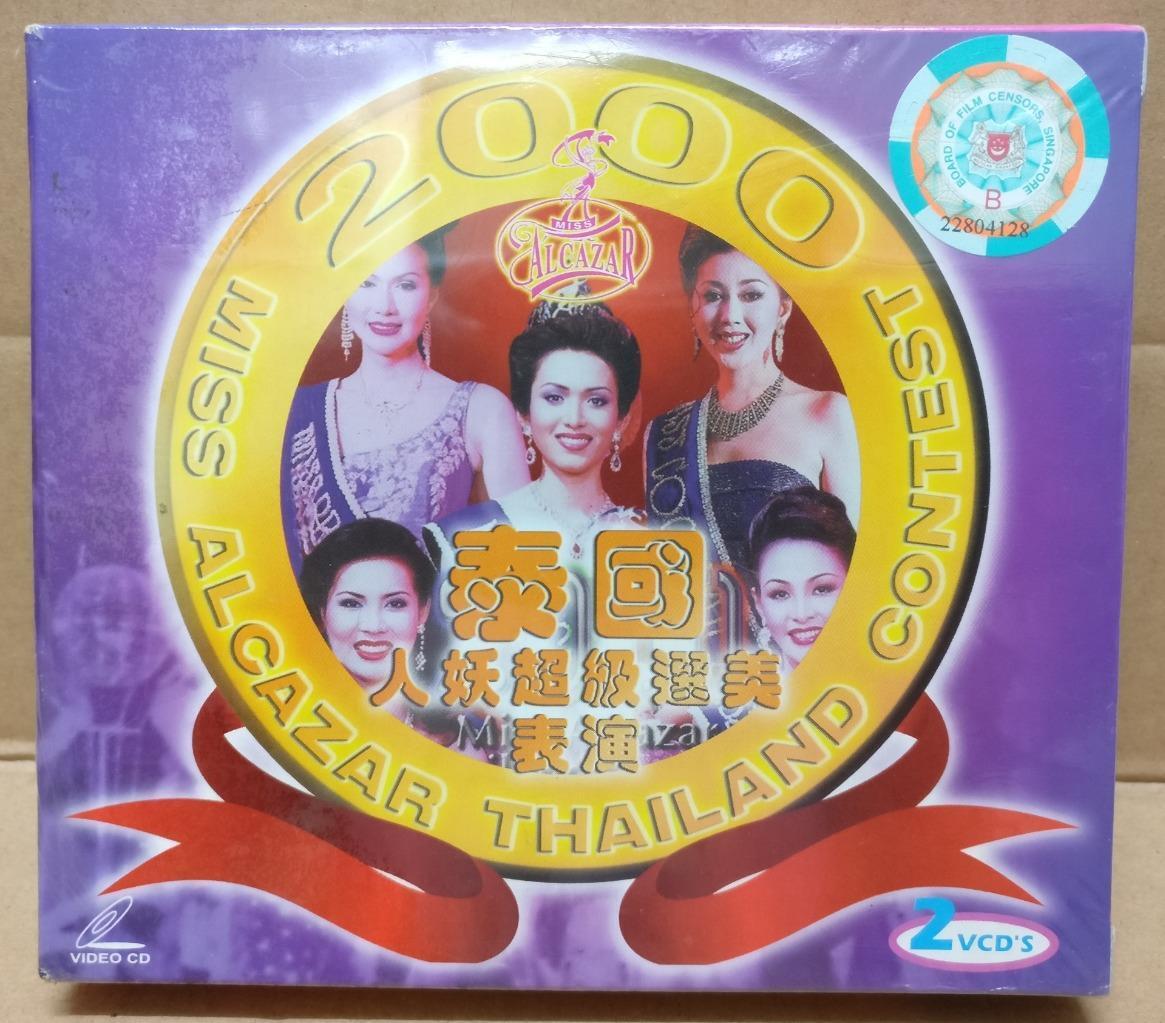 2000
MISS ALCAZAR THAILAND CONTEST
MISS
ALCAZAR
BOARD OF FILM CENSORS, SINGAPORE
B
22804128
泰國
人妖超級選美
表演
VIDEO CD
2 VCD'S